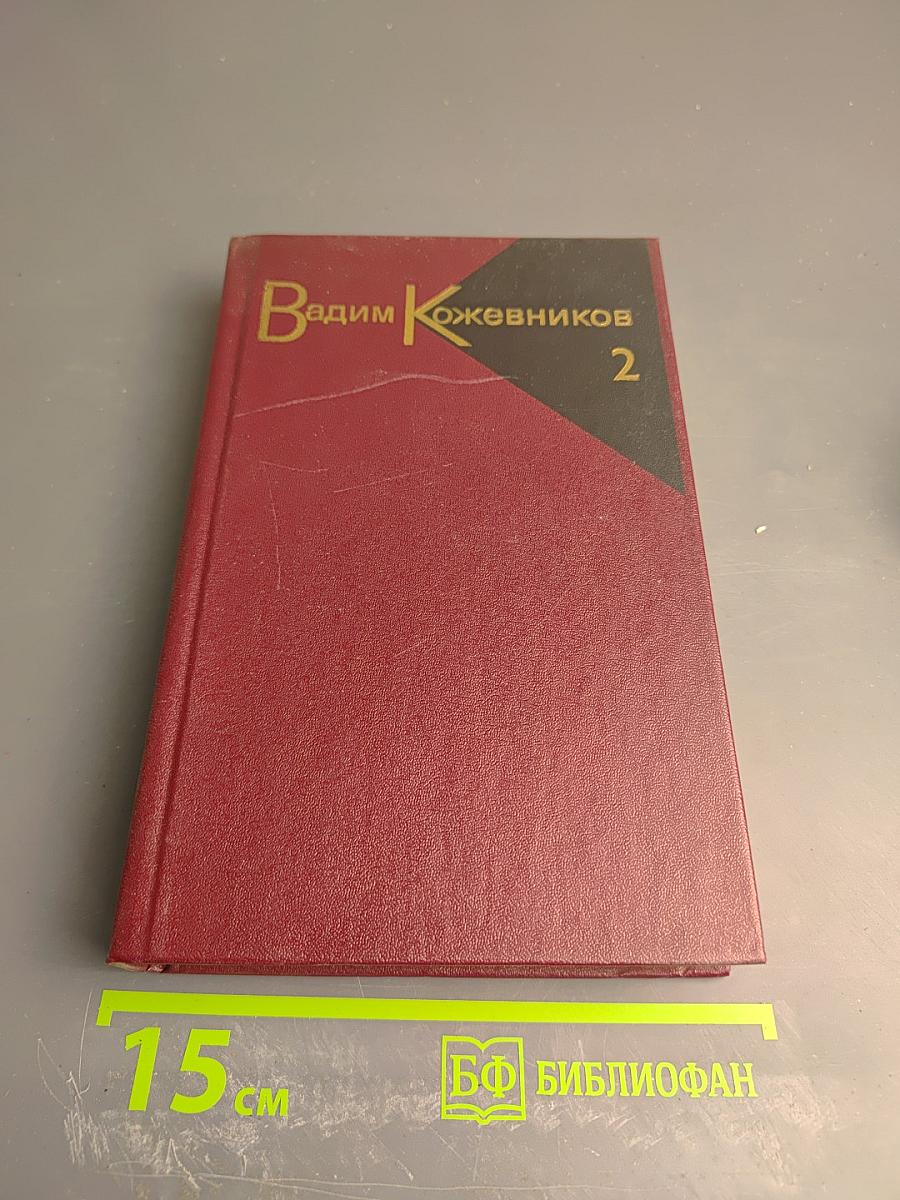 Вадим Кожевников
2
15 см
БФ БИБЛИОФАН